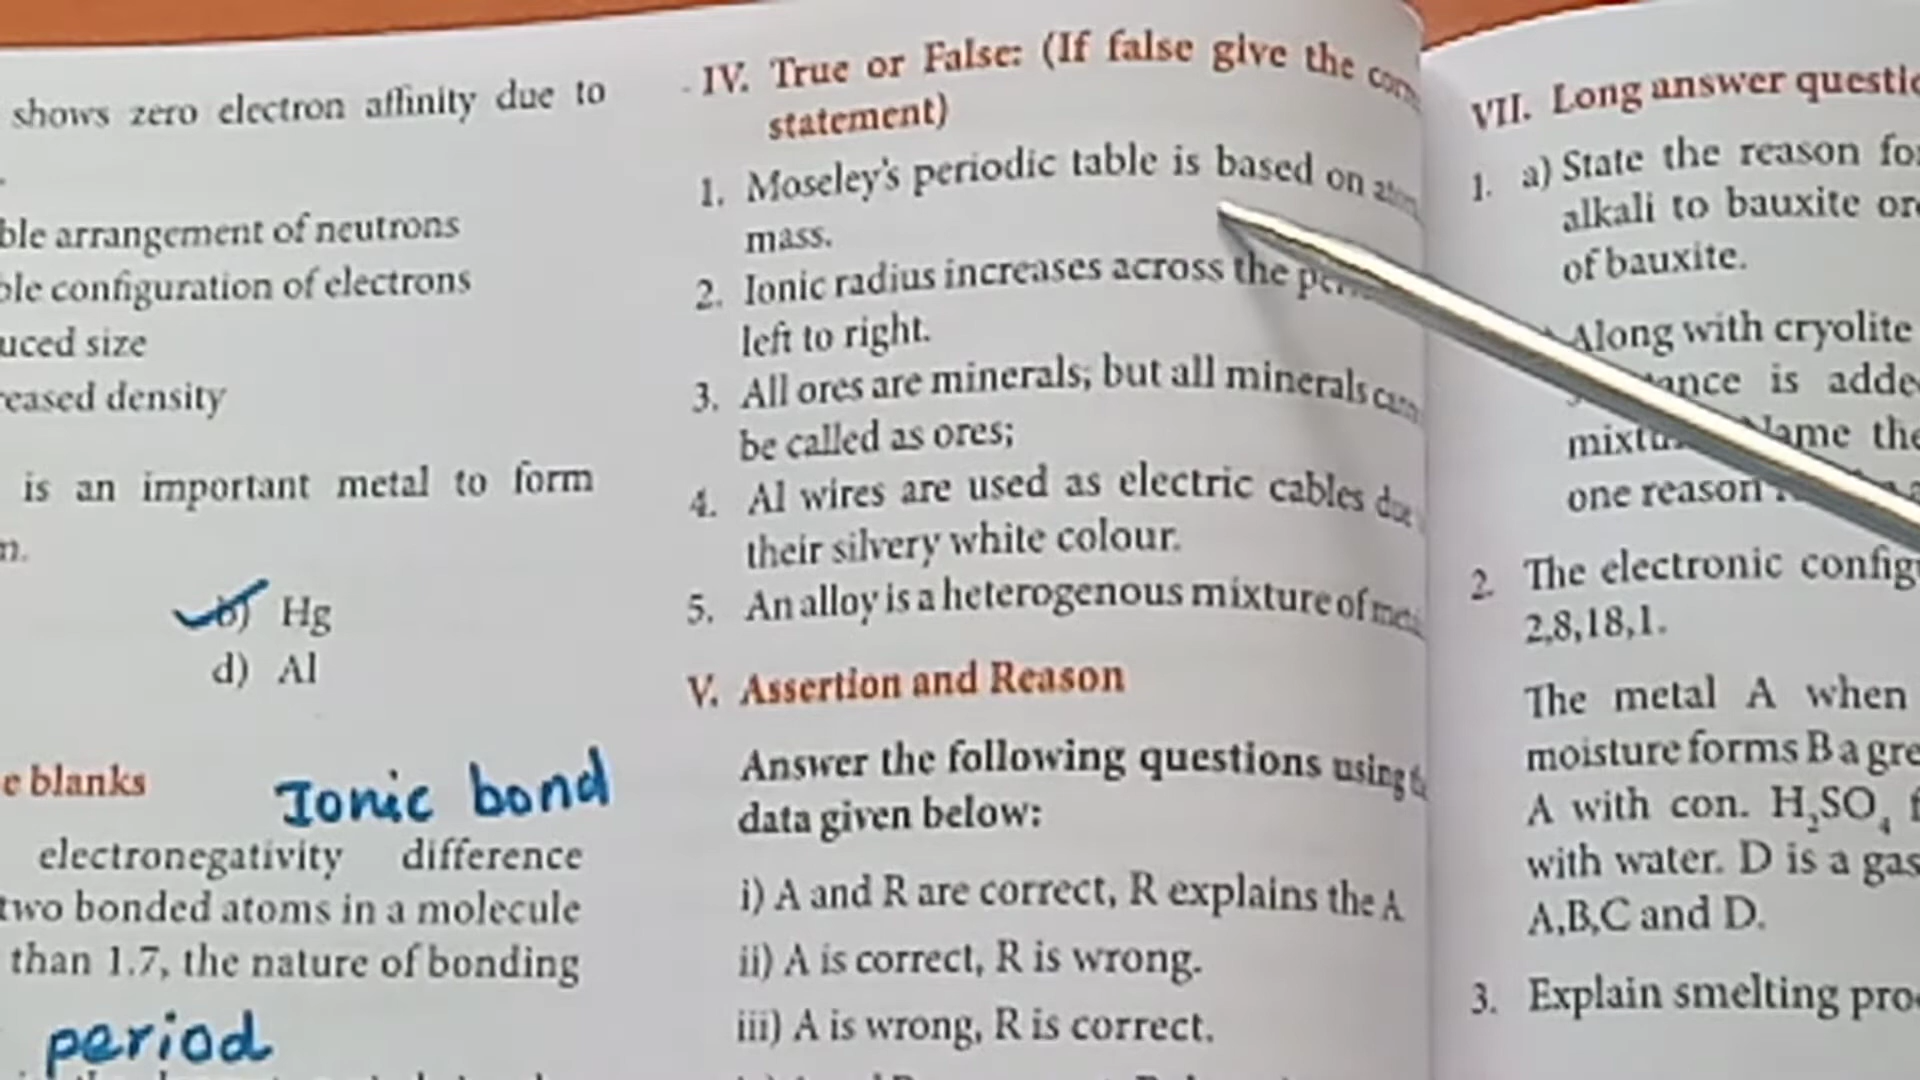 shows zero electron affinity due to
ble arrangement of neutrons
ble configuration of electrons
uced size
reased density
is an important metal to form
n.
b) Hg
d) Al
e blanks
Ionic bond
electronegativity difference
two bonded atoms in a molecule
than 1.7, the nature of bonding
period
IV. True or False: (If false give the
statement)
1. Moseley's periodic table is based on
mass.
2. Ionic radius increases across the
left to right.
3. All ores are minerals; but all minerals
be called as ores;
4. Al wires are used as electric cables due
their silvery white colour.
5. An alloy is a heterogenous mixture of
V. Assertion and Reason
Answer the following questions using
data given below:
i) A and R are correct, R explains the A
ii) A is correct, R is wrong.
iii) A is wrong, R is correct.
VII. Long answer questio
1. a) State the reason for
alkali to bauxite ore
of bauxite.
Along with cryolite
is adde
the
one reason
2. The electronic config
2,8,18,1.
The metal A when
moisture forms B a gre
A with con. H₂SO₄ f
with water. D is a gas
A,B,C and D.
3. Explain smelting pro